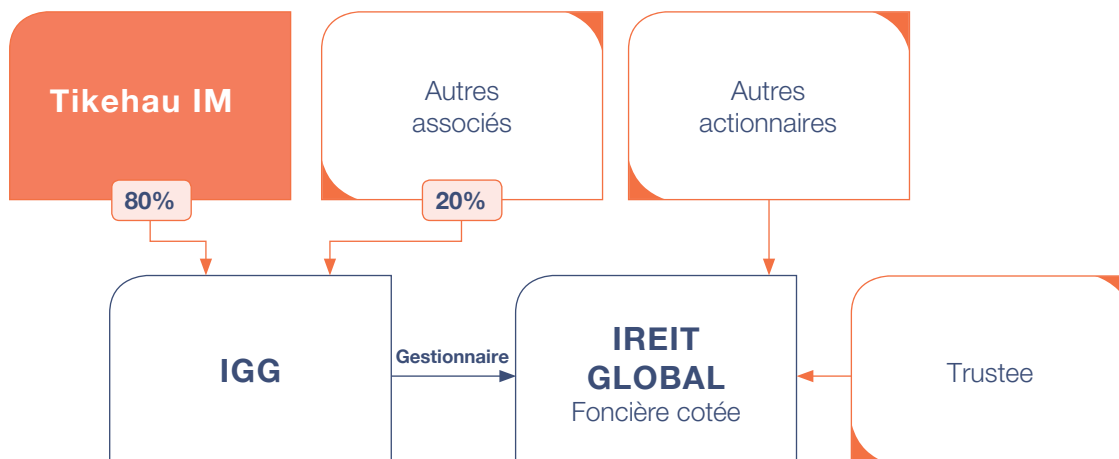 Tikehau IM
Autres
associés
Autres
actionnaires
80%
20%
IGG
Gestionnaire
IREIT
GLOBAL
Foncière cotée
Trustee